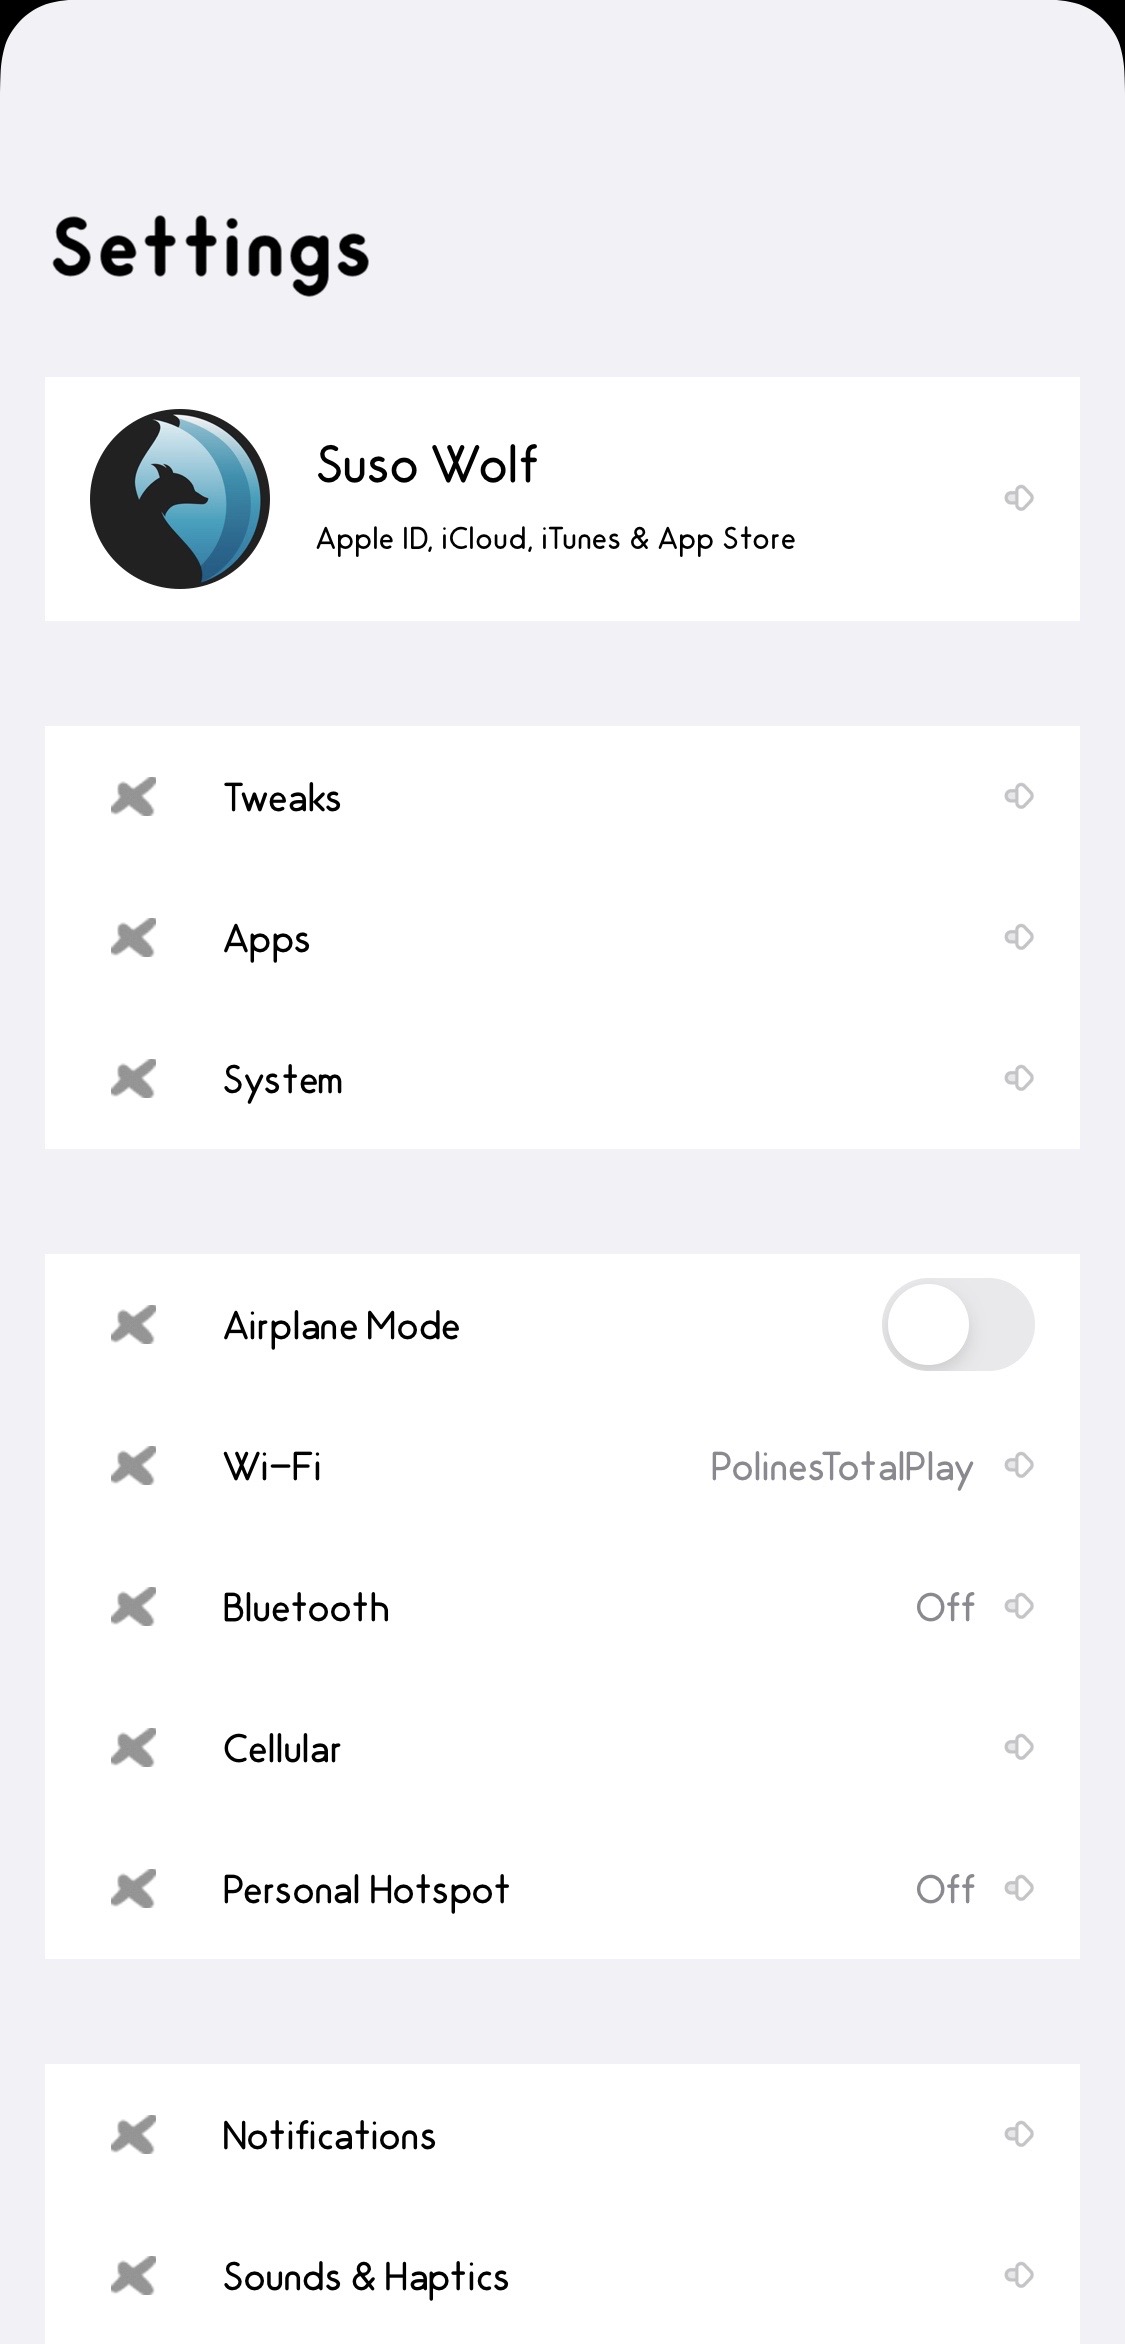 Settings
Suso Wolf
Apple ID, iCloud, iTunes & App Store
Tweaks
Apps
System
Airplane Mode
Wi-Fi PolinesTotalPlay
Bluetooth Off
Cellular
Personal Hotspot Off
Notifications
Sounds & Haptics